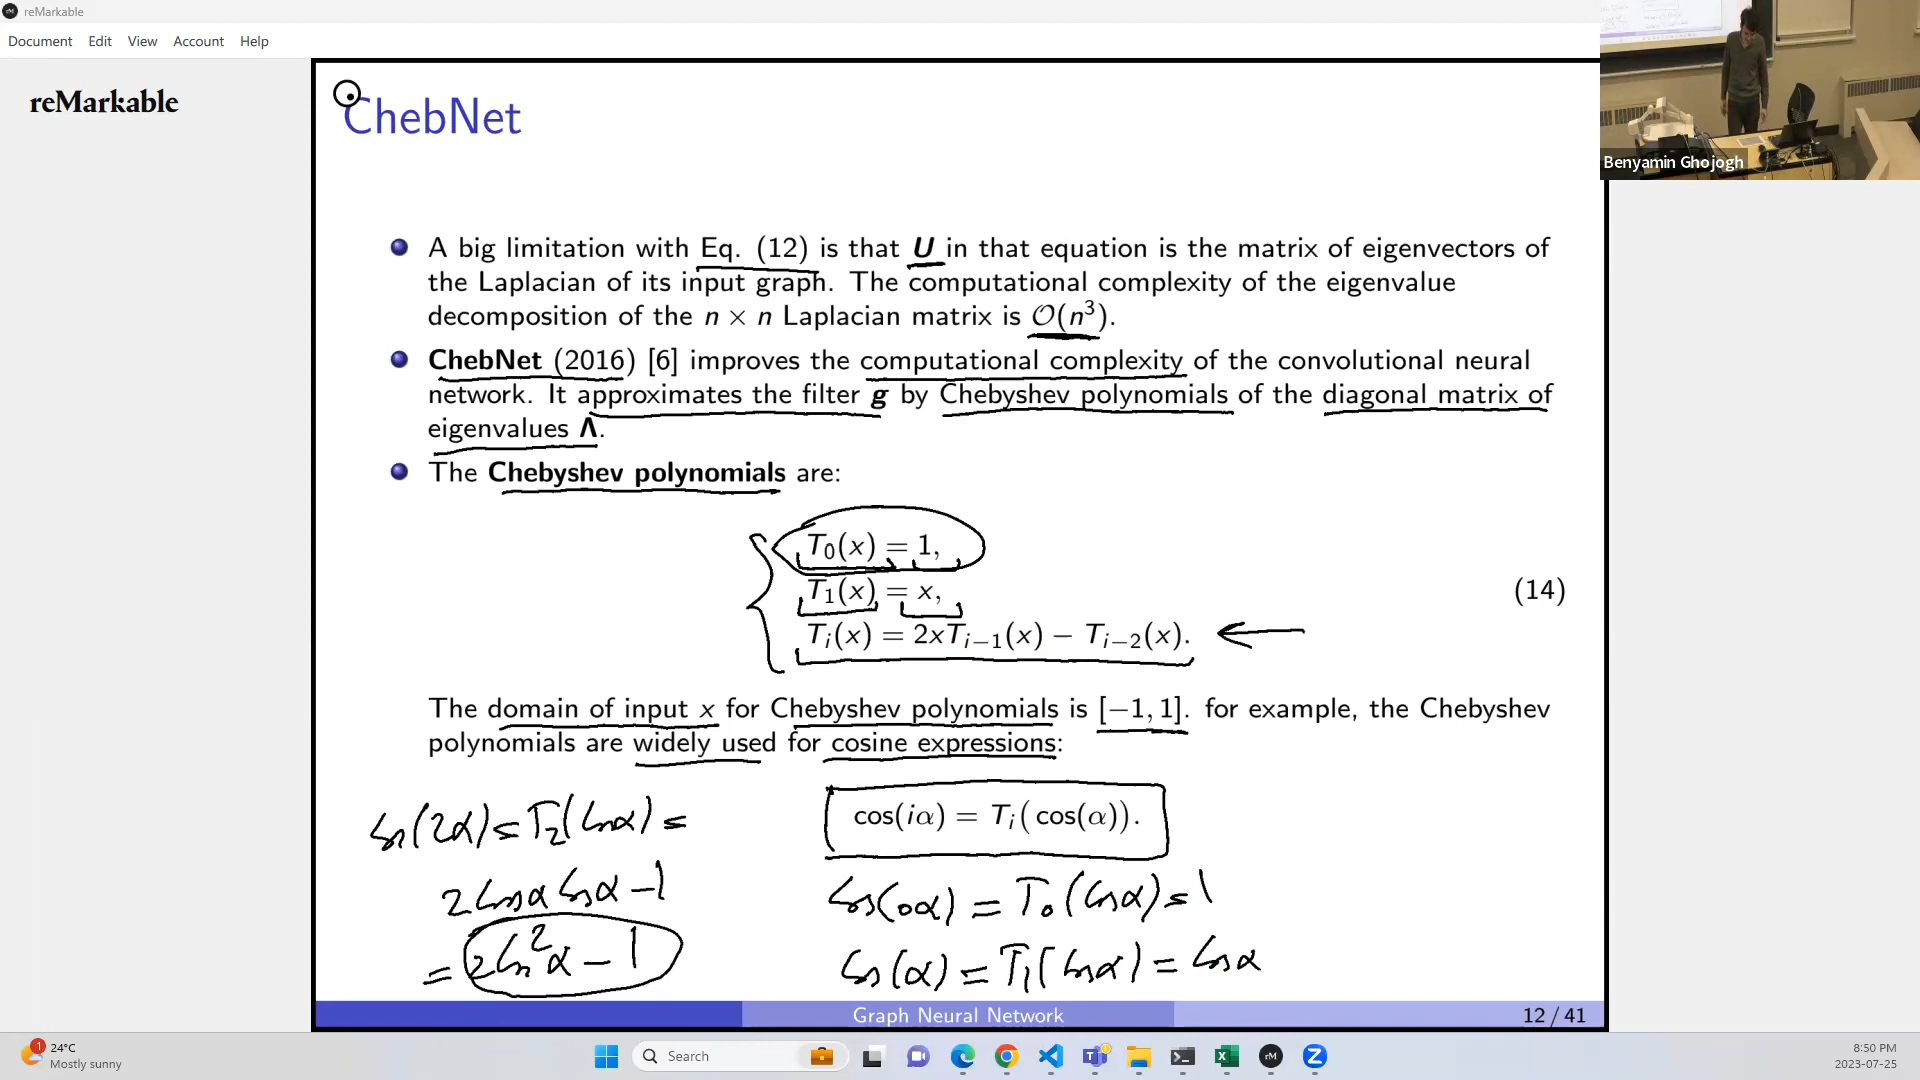 reMarkable
Document Edit View Account Help
reMarkable
Benyamin Ghojogh
ChebNet
A big limitation with Eq. (12) is that U in that equation is the matrix of eigenvectors of
the Laplacian of its input graph. The computational complexity of the eigenvalue
decomposition of the n × n Laplacian matrix is O(n³).
ChebNet (2016) [6] improves the computational complexity of the convolutional neural
network. It approximates the filter g by Chebyshev polynomials of the diagonal matrix of
eigenvalues Λ.
The Chebyshev polynomials are:
T₀(x) = 1,
T₁(x) = x,
(14)
Tᵢ(x) = 2xTᵢ₋₁(x) − Tᵢ₋₂(x).
The domain of input x for Chebyshev polynomials is [−1, 1]. for example, the Chebyshev
polynomials are widely used for cosine expressions:
cos(iα) = Tᵢ(cos(α)).
cos(2α) = T₂(cosα) =
2 cosα cosα − 1
= 2cos²α − 1
cos(0α) = T₀(cosα) = 1
cos(α) = T₁(cosα) = cosα
Graph Neural Network
12 / 41
1
24°C
Mostly sunny
Search
rM
8:50 PM
2023-07-25